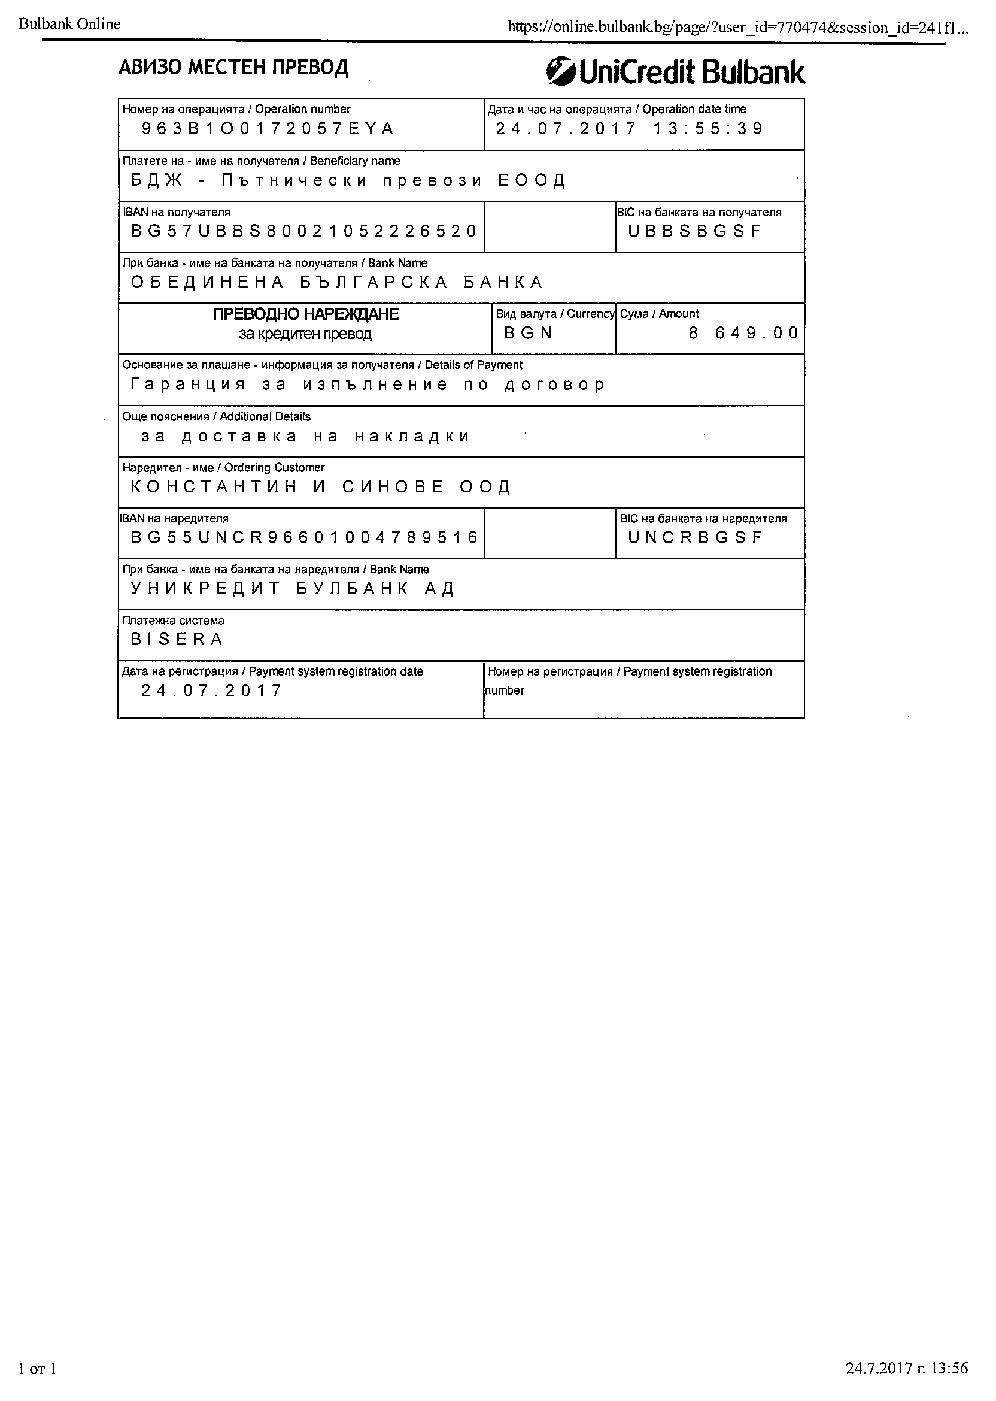 Bulbank Online https://online.bulbank.bg/page/?user_id=770474&session_id=241fl...
АВИЗО МЕСТЕН ПРЕВОД UniCredit Bulbank
Номер на операцията / Operation number Дата и час на операцията / Operation date time
963B1O0172057EYA 24.07.2017 13:55:39
Платете на - име на получателя / Beneficiary name
БДЖ - Пътнически превози ЕООД
IBAN на получателя BIC на банката на получателя
BG57UBBS80021052226520 UBBSBGSF
При банка - име на банката на получателя / Bank Name
ОБЕДИНЕНА БЪЛГАРСКА БАНКА
ПРЕВОДНО НАРЕЖДАНЕ Вид валута / Currency Сума / Amount
за кредитен превод BGN 8 649.00
Основание за плашане - информация за получателя / Details of Payment
Гаранция за изпълнение по договор
Още пояснения / Additional Details
за доставка на накладки
Наредител - име / Ordering Customer
КОНСТАНТИН И СИНОВЕ ООД
IBAN на наредителя BIC на банката на наредителя
BG55UNCR96601004789516 UNCRBGSF
При банка - име на банката на наредителя / Bank Name
УНИКРЕДИТ БУЛБАНК АД
Платежна система
BISERA
Дата на регистрация / Payment system registration date Номер на регистрация / Payment system registration
24.07.2017 number
1 от 1 24.7.2017 г. 13:56